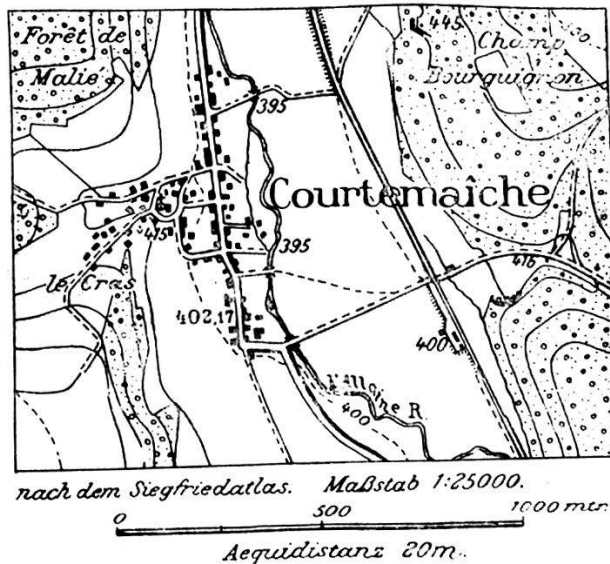 Forêt de
Malie
445
Champ
Bourguignon
395
Courtemaîche
415
395
416
le Cras
402,17
400
Allaine R.
400
nach dem Siegfriedatlas. Maßstab 1:25000.
0 500 1000 mtr.
Aequidistanz 20m.